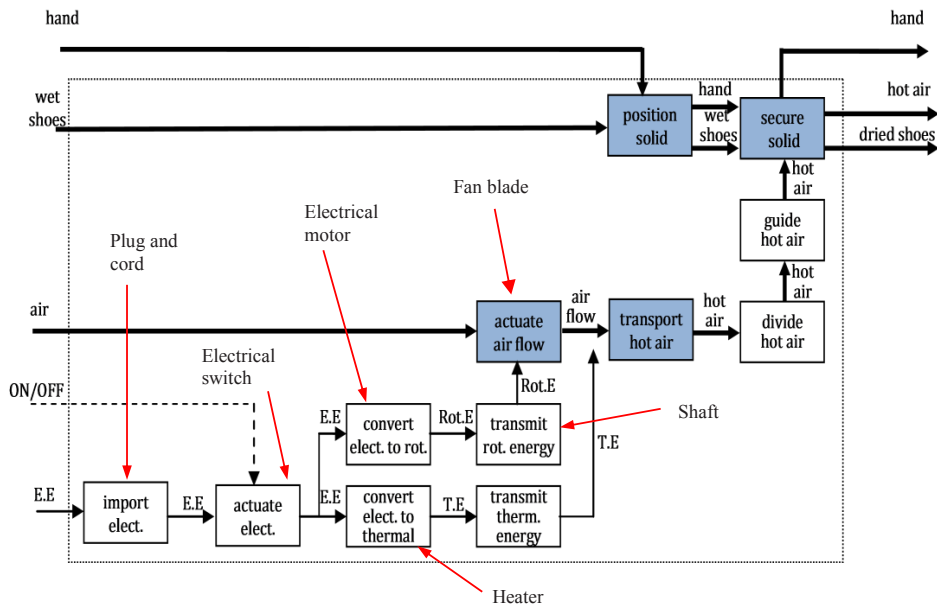 hand
hand
wet
shoes
position
solid
hand
wet
shoes
secure
solid
hot air
dried shoes
hot
air
Fan blade
guide
hot air
Electrical
motor
Plug and
cord
hot
air
air
actuate
air flow
air
flow
transport
hot air
hot
air
divide
hot air
Electrical
switch
ON/OFF
Rot.E
E.E
convert
elect. to rot.
Rot.E
transmit
rot. energy
Shaft
T.E
E.E
import
elect.
E.E
actuate
elect.
E.E
convert
elect. to
thermal
T.E
transmit
therm.
energy
Heater